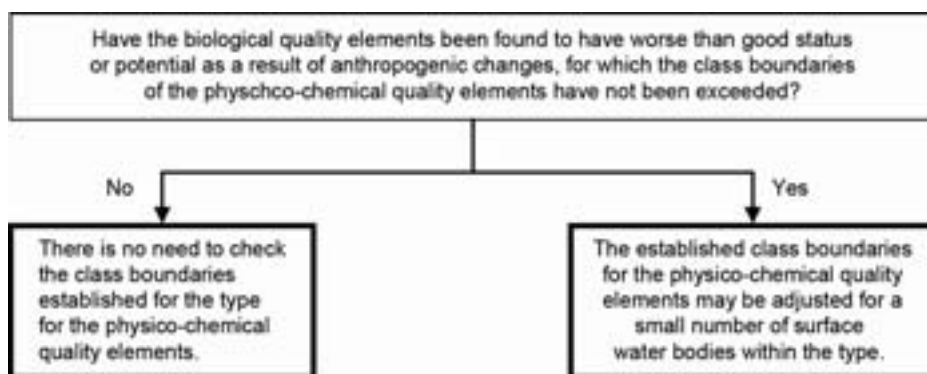 Have the biological quality elements been found to have worse than good status
or potential as a result of anthropogenic changes, for which the class boundaries
of the physchco-chemical quality elements have not been exceeded?
No
Yes
There is no need to check
the class boundaries
established for the type
for the physico-chemical
quality elements.
The established class boundaries
for the physico-chemical quality
elements may be adjusted for a
small number of surface
water bodies within the type.